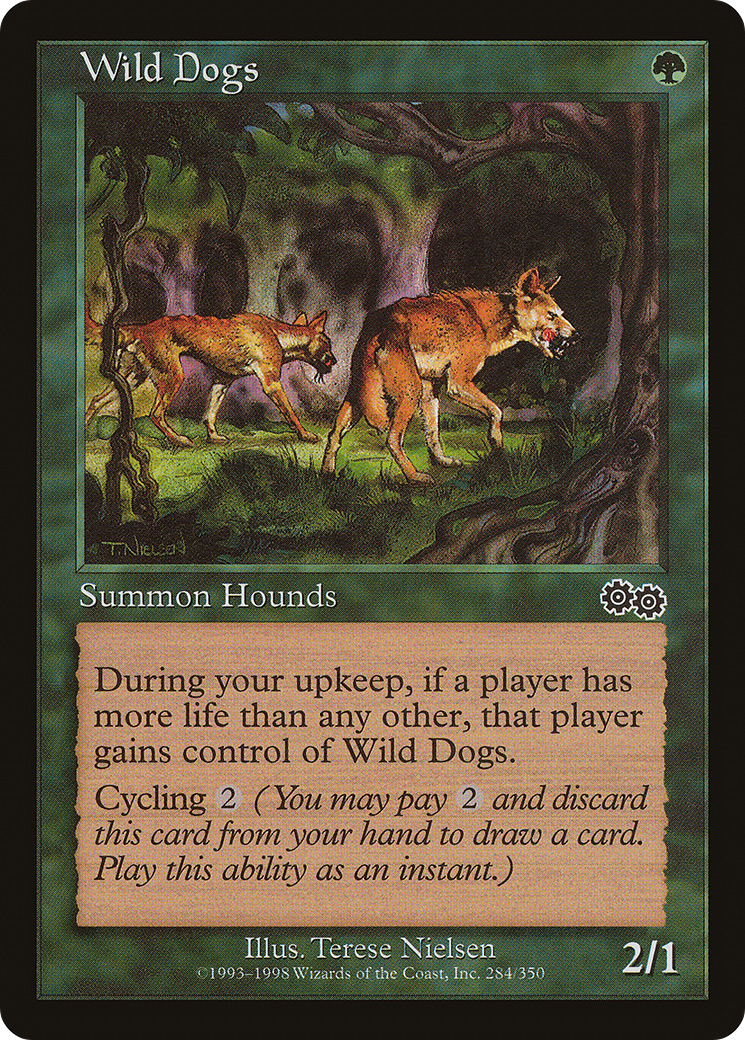 Wild Dogs
T. NIELSEN
Summon Hounds
During your upkeep, if a player has
more life than any other, that player
gains control of Wild Dogs.
Cycling 2 (You may pay 2 and discard
this card from your hand to draw a card.
Play this ability as an instant.)
Illus. Terese Nielsen
©1993–1998 Wizards of the Coast, Inc. 284/350
2/1